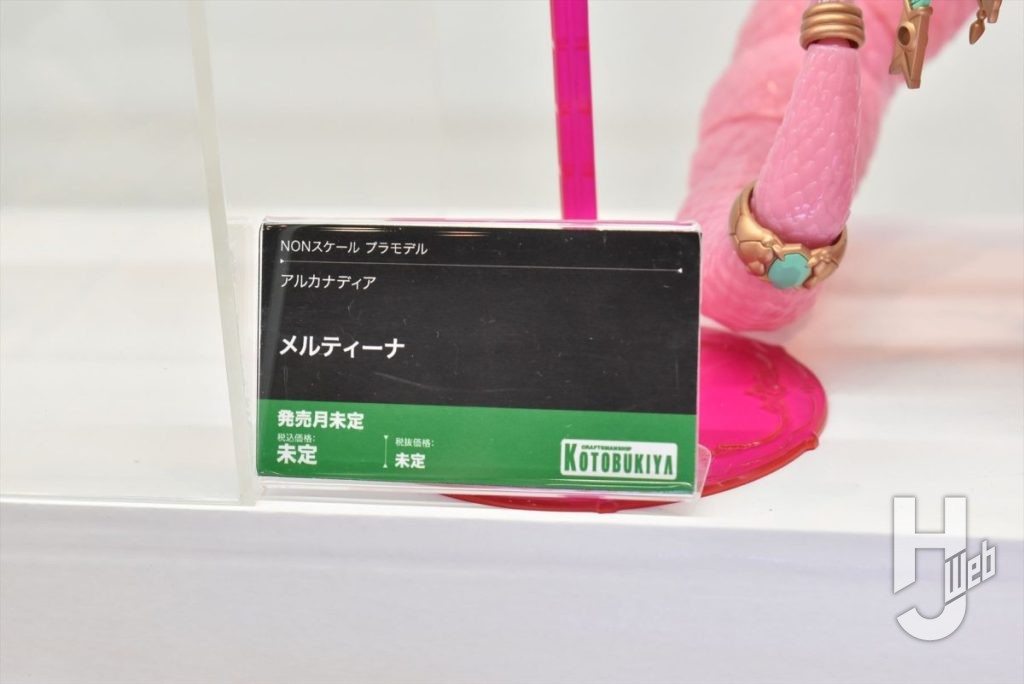 NONスケール プラモデル
アルカナディア
メルティーナ
発売月未定
税込価格:
未定
税抜価格:
未定
CRAFTSMANSHIP
KOTOBUKIYA
HJ Web